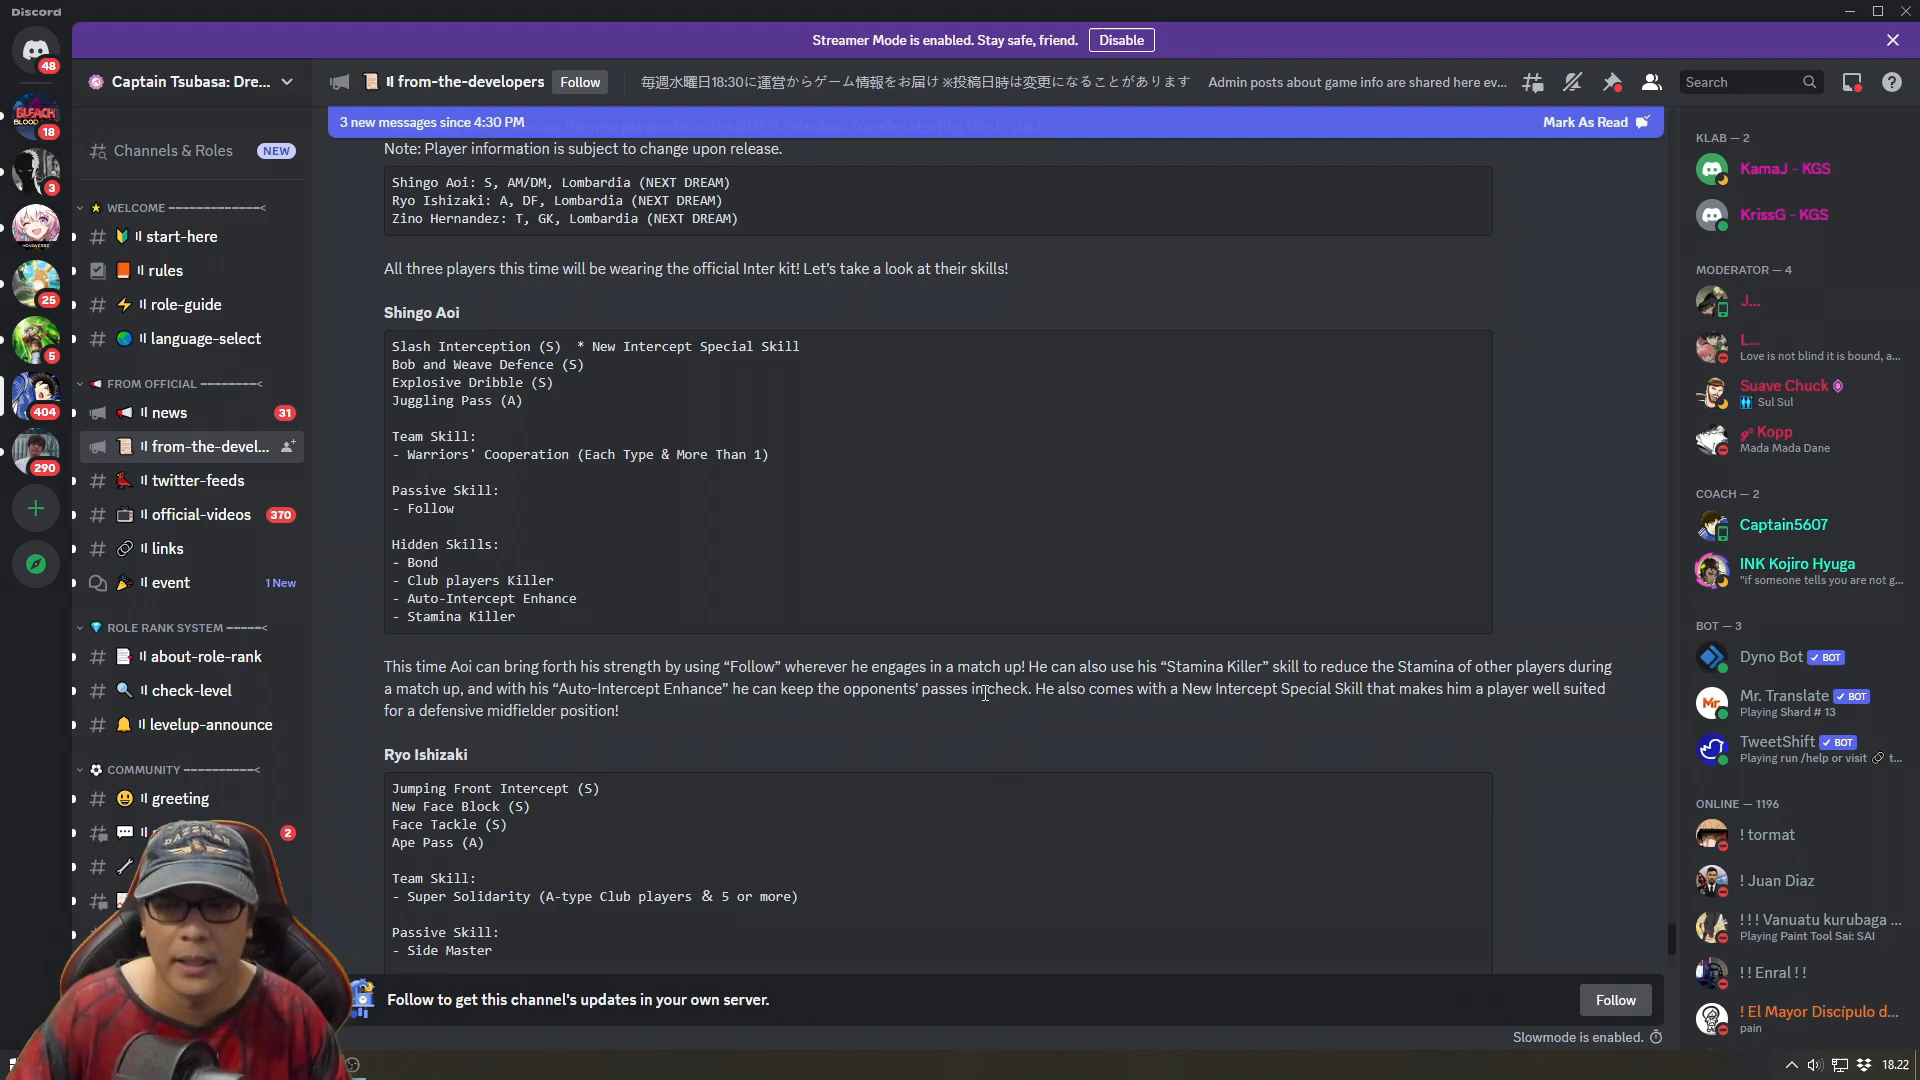 Discord
Streamer Mode is enabled. Stay safe, friend. Disable
48
18
3
HOYOVERSE
25
5
404
290
Captain Tsubasa: Dre...
Channels & Roles NEW
WELCOME -------------<
start-here
rules
role-guide
language-select
FROM OFFICIAL ---------<
news 31
from-the-devel...
twitter-feeds
official-videos 370
links
event 1 New
ROLE RANK SYSTEM -----<
about-role-rank
check-level
levelup-announce
COMMUNITY -----------<
greeting
2
DAZZMAN
from-the-developers Follow 毎週水曜日18:30に運営からゲーム情報をお届け ※投稿日時は変更になることがあります Admin posts about game info are shared here ev... Search
3 new messages since 4:30 PM Mark As Read
Note: Player information is subject to change upon release.
Shingo Aoi: S, AM/DM, Lombardia (NEXT DREAM)
Ryo Ishizaki: A, DF, Lombardia (NEXT DREAM)
Zino Hernandez: T, GK, Lombardia (NEXT DREAM)
All three players this time will be wearing the official Inter kit! Let's take a look at their skills!
Shingo Aoi
Slash Interception (S) * New Intercept Special Skill
Bob and Weave Defence (S)
Explosive Dribble (S)
Juggling Pass (A)
Team Skill:
- Warriors' Cooperation (Each Type & More Than 1)
Passive Skill:
- Follow
Hidden Skills:
- Bond
- Club players Killer
- Auto-Intercept Enhance
- Stamina Killer
This time Aoi can bring forth his strength by using “Follow” wherever he engages in a match up! He can also use his “Stamina Killer” skill to reduce the Stamina of other players during
a match up, and with his “Auto-Intercept Enhance” he can keep the opponents' passes in check. He also comes with a New Intercept Special Skill that makes him a player well suited
for a defensive midfielder position!
Ryo Ishizaki
Jumping Front Intercept (S)
New Face Block (S)
Face Tackle (S)
Ape Pass (A)
Team Skill:
- Super Solidarity (A-type Club players & 5 or more)
Passive Skill:
- Side Master
Follow to get this channel's updates in your own server. Follow
Slowmode is enabled.
KLAB — 2
KamaJ - KGS
KrissG - KGS
MODERATOR — 4
J...
L...
Love is not blind it is bound, a...
Suave Chuck
Sul Sul
Kopp
Mada Mada Dane
COACH — 2
Captain5607
INK Kojiro Hyuga
"if someone tells you are not g...
BOT — 3
Dyno Bot BOT
Mr. Translate BOT
Playing Shard # 13
TweetShift BOT
Playing run /help or visit t...
ONLINE — 1196
! tormat
! Juan Diaz
! ! ! Vanuatu kurubaga ...
Playing Paint Tool Sai: SAI
! ! Enral ! !
! El Mayor Discípulo d...
pain
18.22